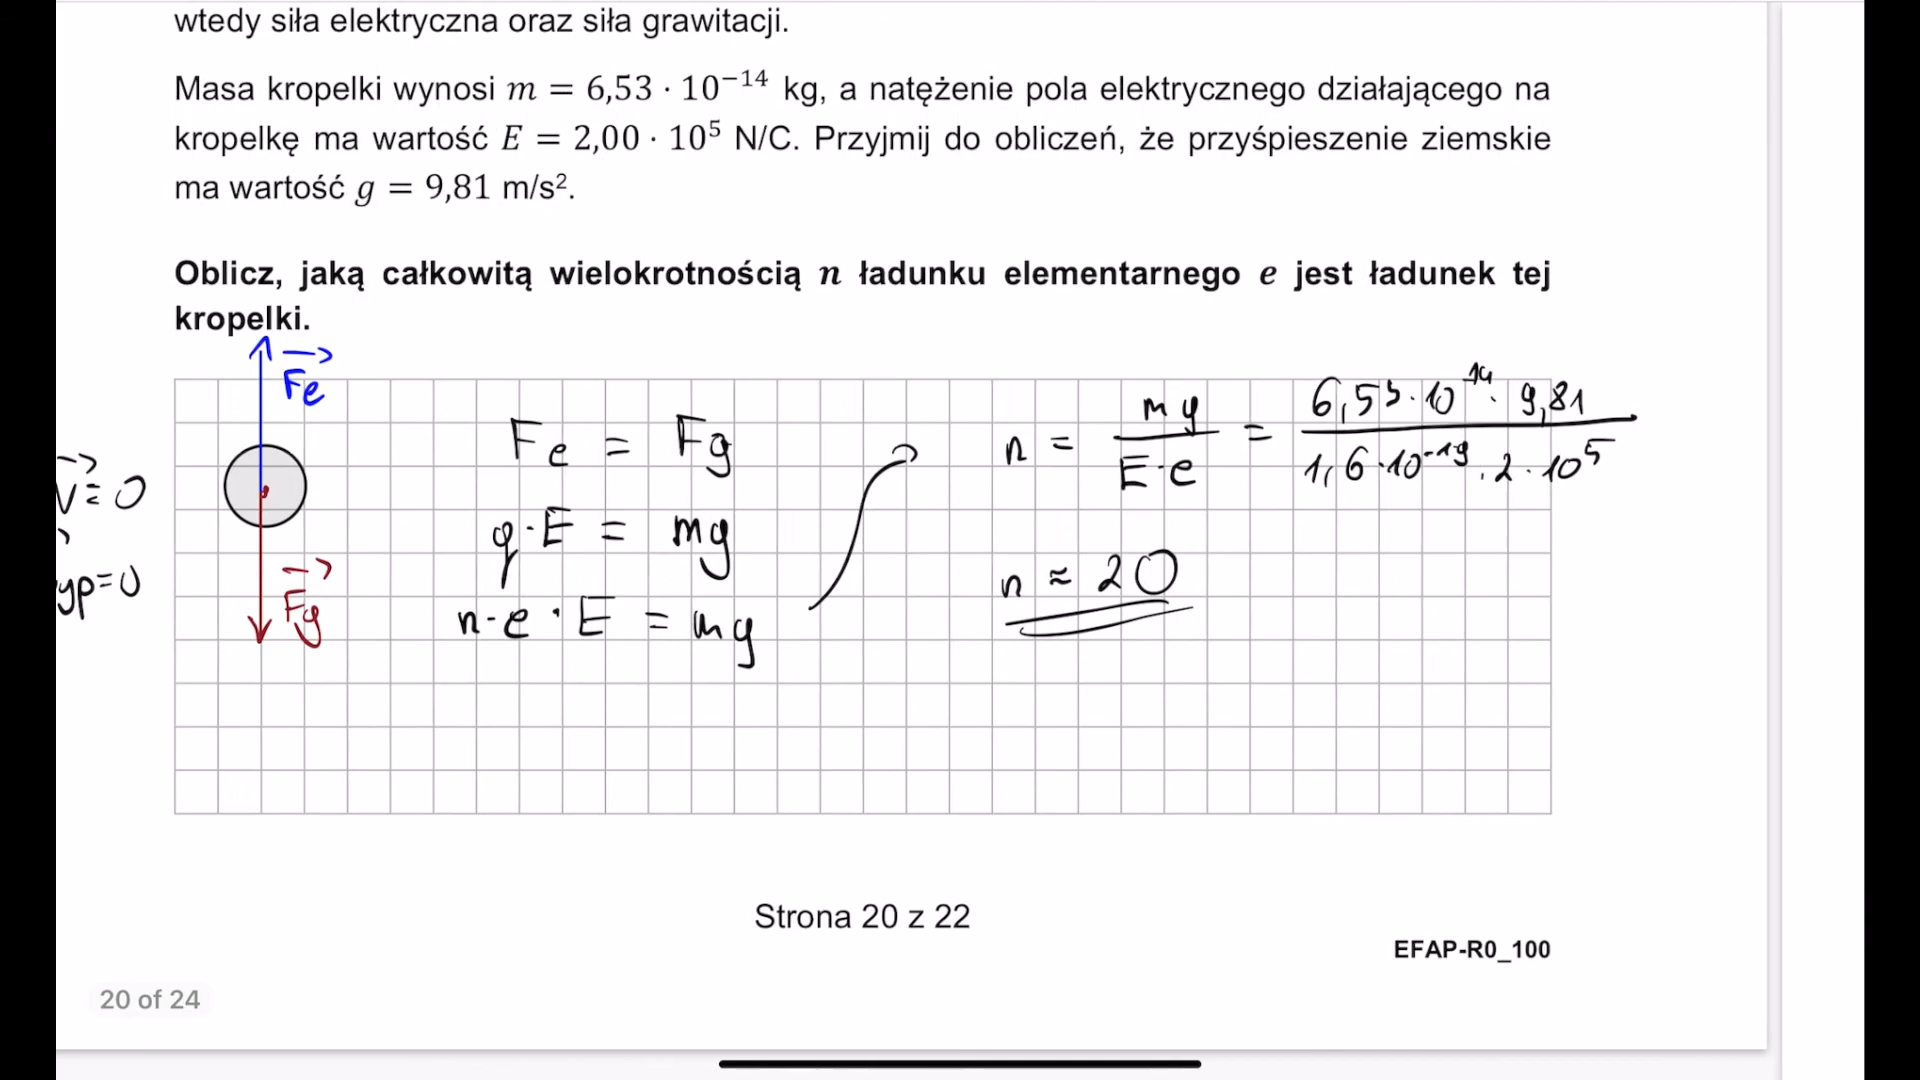 wtedy siła elektryczna oraz siła grawitacji.
Masa kropelki wynosi m = 6,53 · 10⁻¹⁴ kg, a natężenie pola elektrycznego działającego na
kropelkę ma wartość E = 2,00 · 10⁵ N/C. Przyjmij do obliczeń, że przyśpieszenie ziemskie
ma wartość g = 9,81 m/s².
Oblicz, jaką całkowitą wielokrotnością n ładunku elementarnego e jest ładunek tej
kropelki.
Fe
V = 0
yp=0
Fg
Fe = Fg
q · E = mg
n · e · E = mg
n = mg / E·e = 6,53 · 10⁻¹⁴ · 9,81 / 1,6 · 10⁻¹⁹ · 2 · 10⁵
n ≈ 20
Strona 20 z 22
EFAP-R0_100
20 of 24